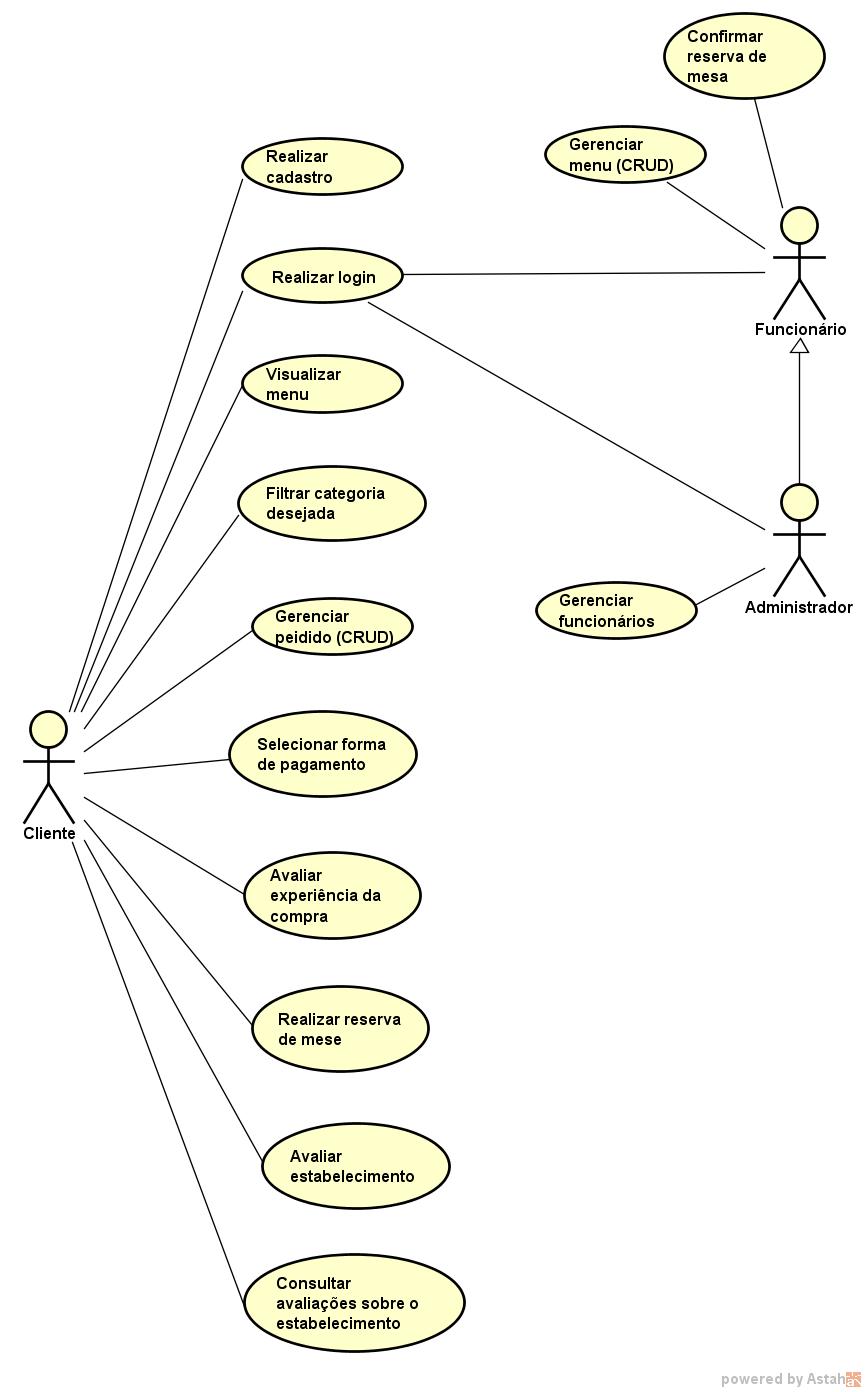 Confirmar
reserva de
mesa
Gerenciar
menu (CRUD)
Realizar
cadastro
Realizar login
Funcionário
Visualizar
menu
Filtrar categoria
desejada
Gerenciar
funcionários
Administrador
Gerenciar
peidido (CRUD)
Selecionar forma
de pagamento
Cliente
Avaliar
experiência da
compra
Realizar reserva
de mese
Avaliar
estabelecimento
Consultar
avaliações sobre o
estabelecimento
powered by Astah